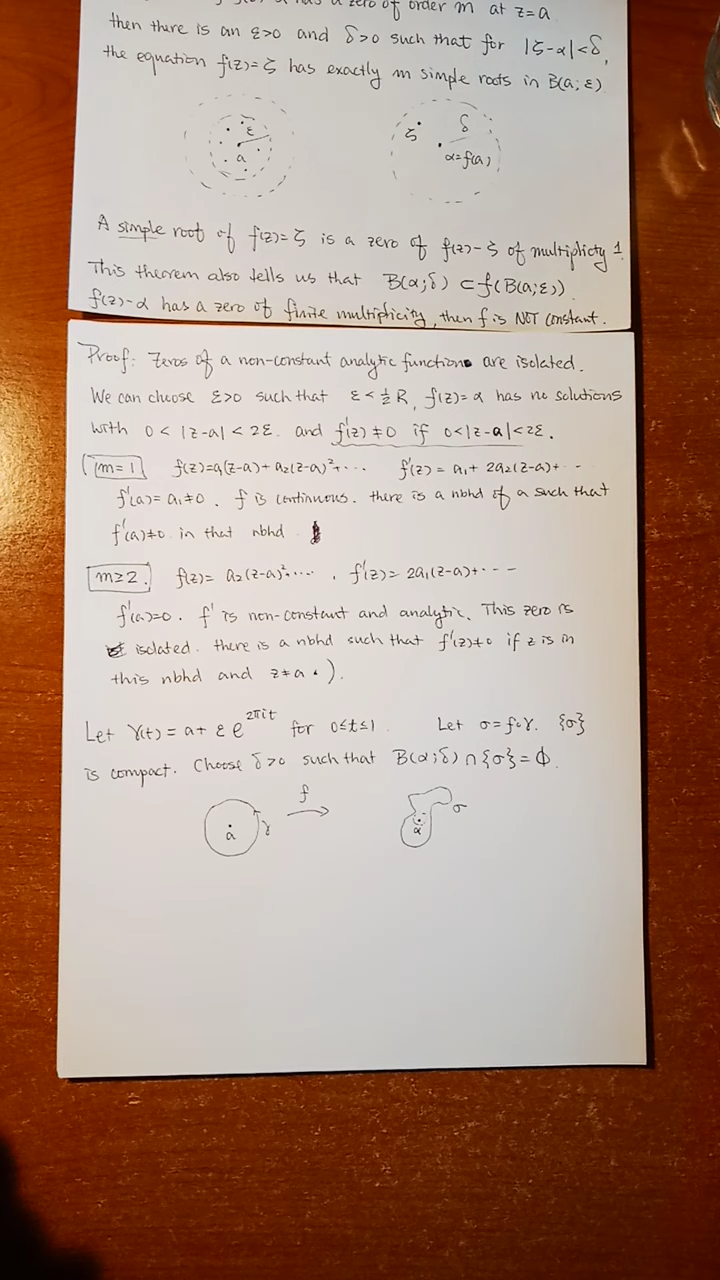 a zero of order m at z=a
then there is an ε>0 and δ>0 such that for |ζ-α|<δ,
the equation f(z)=ζ has exactly m simple roots in B(a;ε)
ε
a
ζ
δ
α=f(a)
A simple root of f(z)=ζ is a zero of f(z)-ζ of multiplicty 1.
This theorem also tells us that B(α;δ) ⊂ f(B(a;ε))
f(z)-α has a zero of finite multiplicity, then f is NOT constant.
Proof: Zeros of a non-constant analytic function are isolated.
We can choose ε>0 such that ε < ½R, f(z)=α has no solutions
with 0 < |z-a| < 2ε. and f'(z) ≠ 0 if 0<|z-a|<2ε.
(m=1 f(z)=a₁(z-a)+a₂(z-a)²+... f'(z) = a₁+2a₂(z-a)+...
f'(a)=a₁≠0. f is continuous. there is a nbhd of a such that
f'(a)≠0 in that nbhd
m≥2. f(z)= a₂(z-a)²+..., f'(z)= 2a₁(z-a)+---
f'(a)=0. f' is non-constant and analytic. This zero is
isolated. there is a nbhd such that f'(z)≠0 if z is in
this nbhd and z≠a.)
Let γ(t) = a + εe^{2πit} for 0≤t≤1. Let σ=f∘γ. {σ}
is compact. Choose δ>0 such that B(α;δ)∩{σ}=Φ.
f
a
γ
α
σ